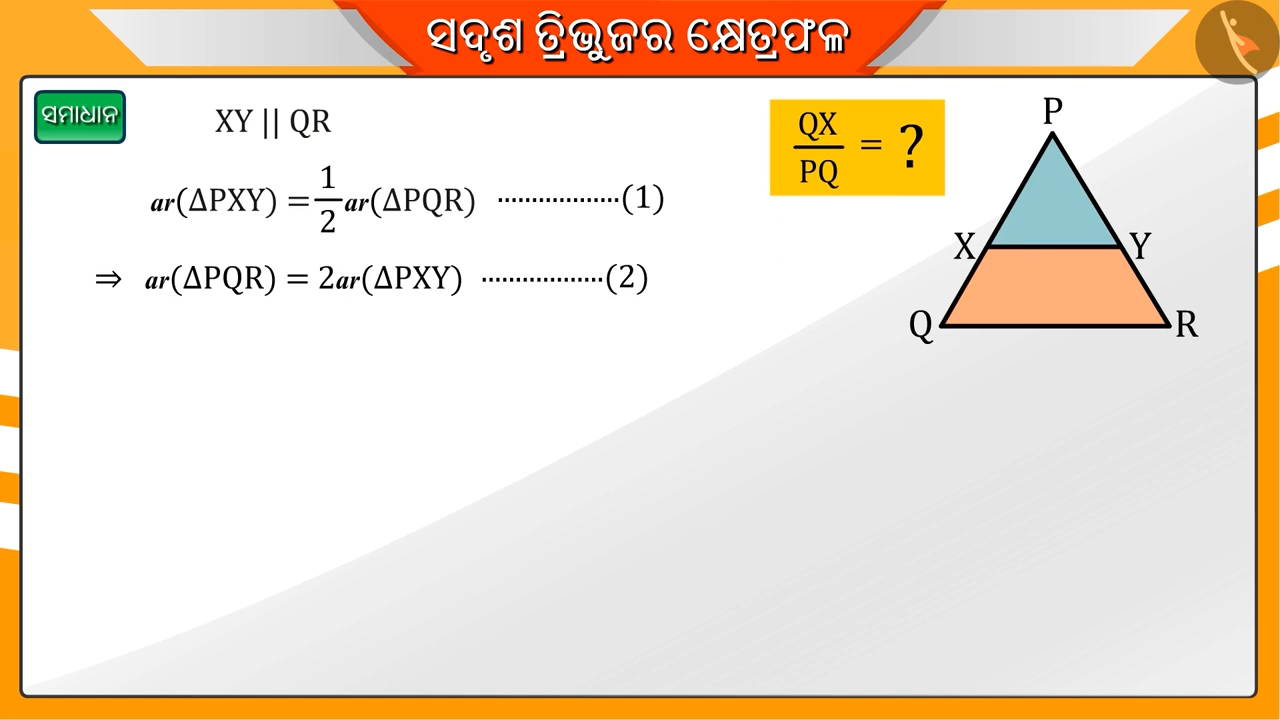 ସଦୃଶ ତ୍ରିଭୁଜର କ୍ଷେତ୍ରଫଳ
ସମାଧାନ
XY || QR
ar(ΔPXY) = 1/2 ar(ΔPQR) ..................(1)
⇒ ar(ΔPQR) = 2ar(ΔPXY) ..................(2)
QX/PQ = ?
P
X Y
Q R